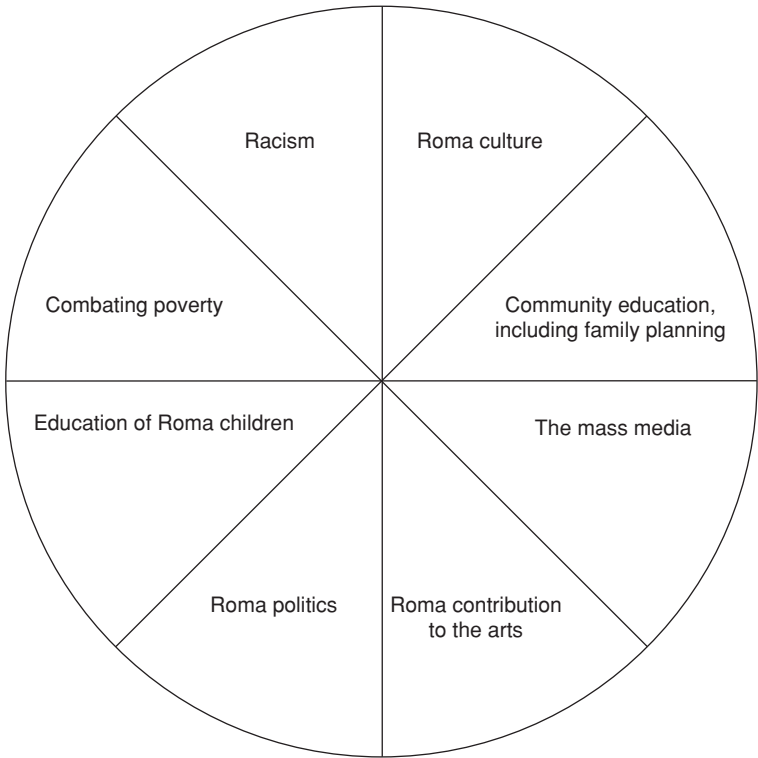 Racism
Roma culture
Combating poverty
Community education,
including family planning
Education of Roma children
The mass media
Roma politics
Roma contribution
to the arts